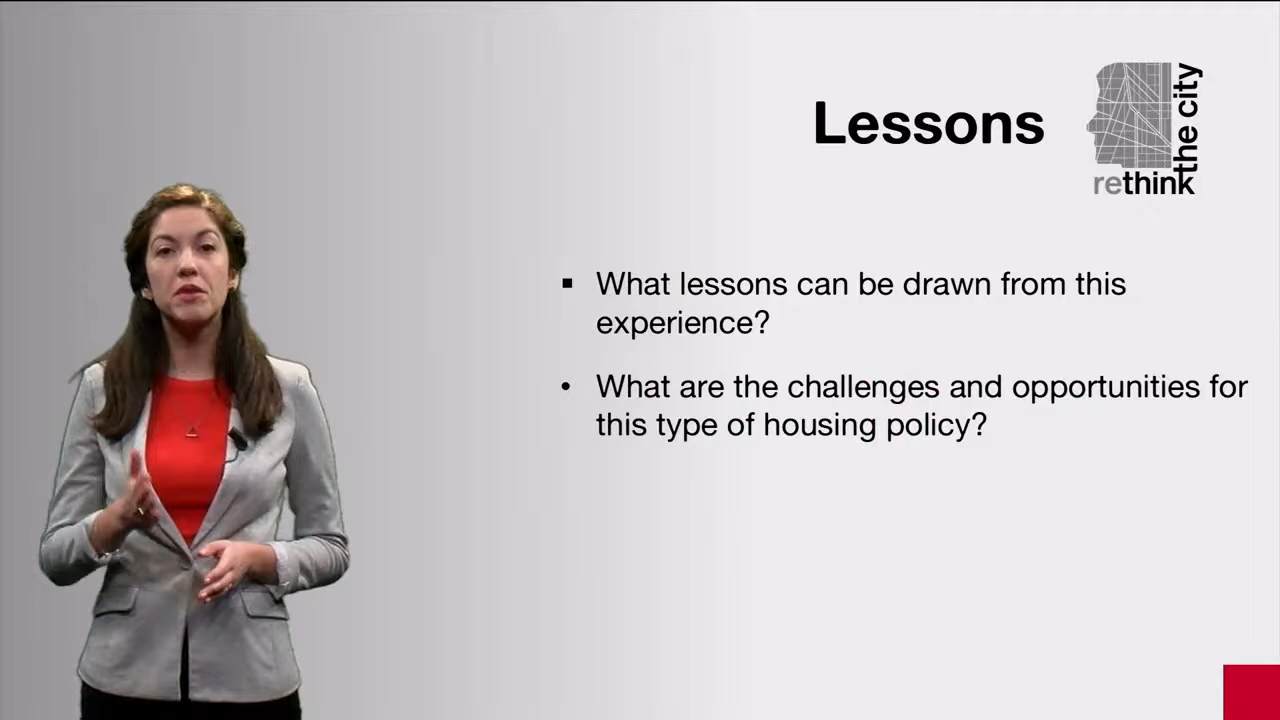 Lessons
rethink
the city
▪ What lessons can be drawn from this
experience?
• What are the challenges and opportunities for
this type of housing policy?